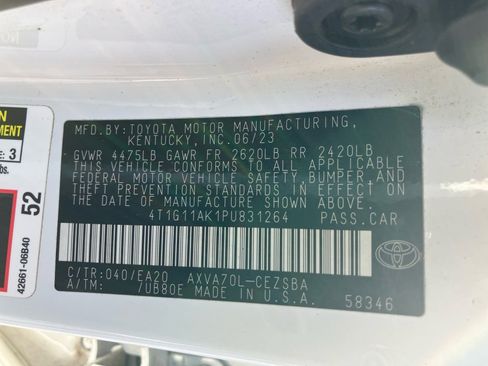 MFD.BY:TOYOTA MOTOR MANUFACTURING,
KENTUCKY,INC.06/23
GVWR 4475LB GAWR FR 2620LB RR 2420LB
THIS VEHICLE CONFORMS TO ALL APPLICABLE
FEDERAL MOTOR VEHICLE SAFETY,BUMPER,AND
THEFT PREVENTION STANDARDS IN EFFECT ON
THE DATE OF MANUFACTURE SHOWN ABOVE.
4T1G11AK1PU831264 PASS.CAR
C/TR:040/EA20 AXVA70L-CEZSBA
A/TM: 7UB80E MADE IN U.S.A.
58346
52
42661-06B40
3